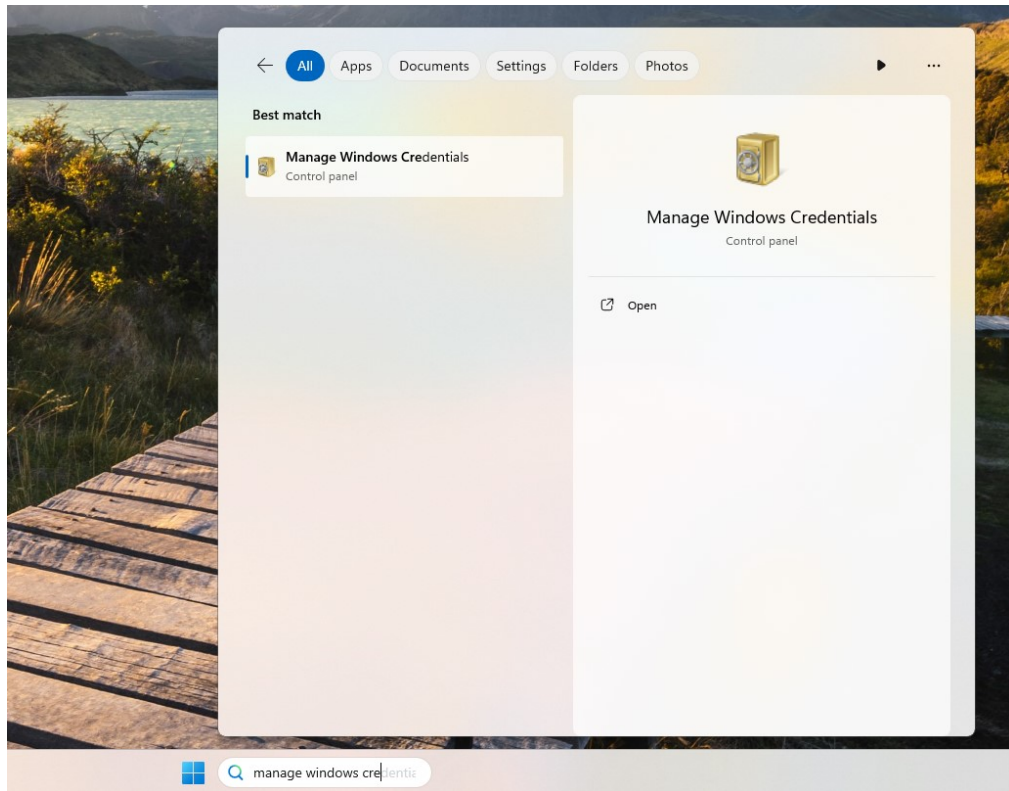 All Apps Documents Settings Folders Photos ...
Best match
Manage Windows Credentials
Control panel
Manage Windows Credentials
Control panel
Open
manage windows credentia